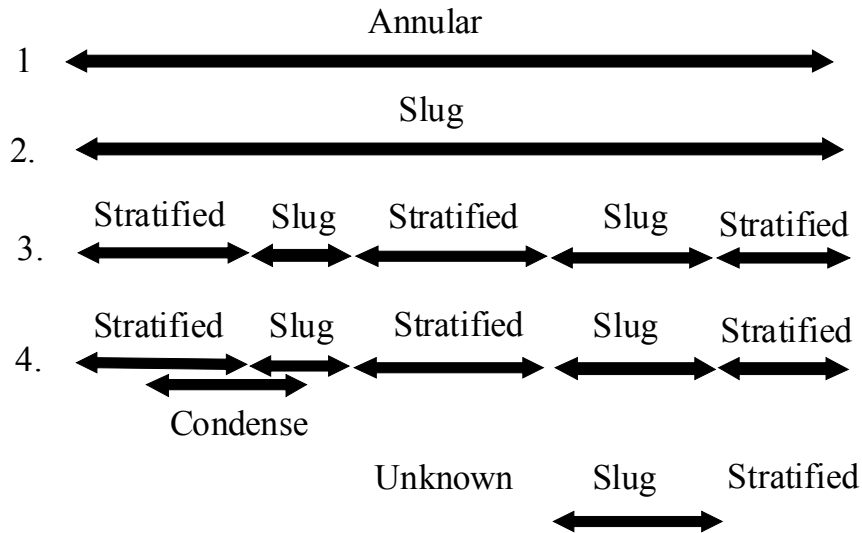 Annular
1
Slug
2.
Stratified Slug Stratified Slug Stratified
3.
Stratified Slug Stratified Slug Stratified
4.
Condense
Unknown Slug Stratified